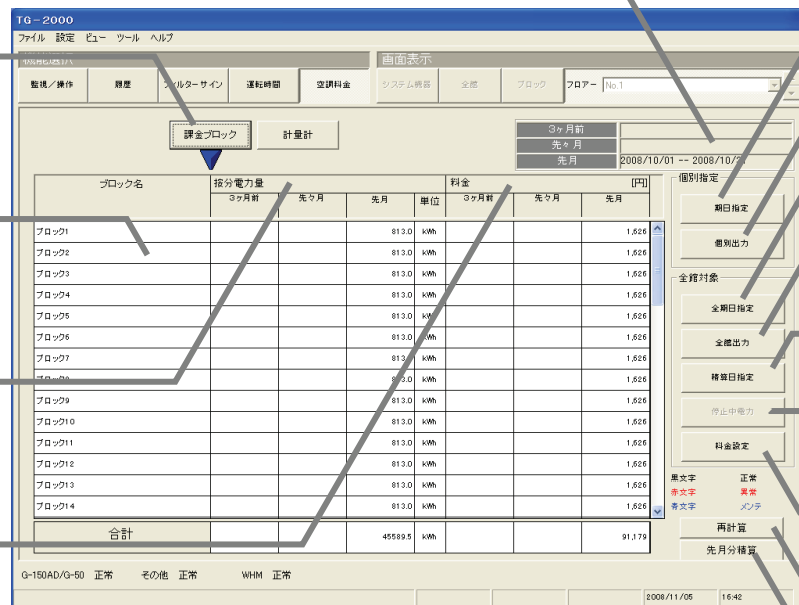 TG-2000
ファイル 設定 ビュー ツール ヘルプ
機能選択 画面表示
監視/操作 履歴 フィルターサイン 運転時間 空調料金 システム機器 全館 ブロック フロアー No.1
課金ブロック 計量計
3ヶ月前
先々月
先月 2008/10/01 -- 2008/10/31
ブロック名 按分電力量 料金 [円]
3ヶ月前 先々月 先月 単位 3ヶ月前 先々月 先月
ブロック1 813.0 kWh 1,626
ブロック2 813.0 kWh 1,626
ブロック3 813.0 kWh 1,626
ブロック4 813.0 kWh 1,626
ブロック5 813.0 kWh 1,626
ブロック6 813.0 kWh 1,626
ブロック7 813.0 kWh 1,626
ブロック8 813.0 kWh 1,626
ブロック9 813.0 kWh 1,626
ブロック10 813.0 kWh 1,626
ブロック11 813.0 kWh 1,626
ブロック12 813.0 kWh 1,626
ブロック13 813.0 kWh 1,626
ブロック14 813.0 kWh 1,626
合計 45589.5 kWh 91,179
個別指定
期日指定
個別出力
全館対象
全期日指定
全館出力
積算日指定
停止中電力
料金設定
黒文字 正常
赤文字 異常
青文字 メンテ
再計算
先月分積算
G-150AD/G-50 正常 その他 正常 WHM 正常
2008/11/05 16:42